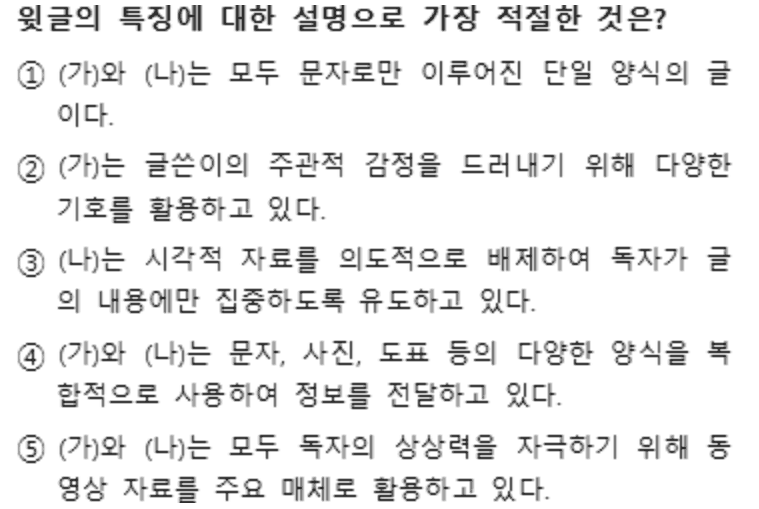 윗글의 특징에 대한 설명으로 가장 적절한 것은?
① (가)와 (나)는 모두 문자로만 이루어진 단일 양식의 글
이다.
② (가)는 글쓴이의 주관적 감정을 드러내기 위해 다양한
기호를 활용하고 있다.
③ (나)는 시각적 자료를 의도적으로 배제하여 독자가 글
의 내용에만 집중하도록 유도하고 있다.
④ (가)와 (나)는 문자, 사진, 도표 등의 다양한 양식을 복
합적으로 사용하여 정보를 전달하고 있다.
⑤ (가)와 (나)는 모두 독자의 상상력을 자극하기 위해 동
영상 자료를 주요 매체로 활용하고 있다.